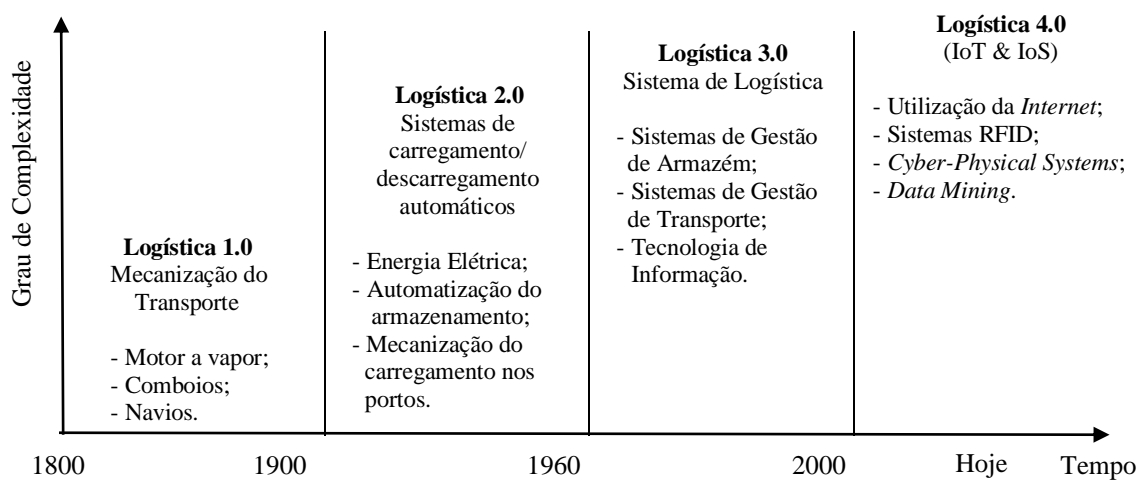 Grau de Complexidade
Logística 1.0
Mecanização do
Transporte
- Motor a vapor;
- Comboios;
- Navios.
Logística 2.0
Sistemas de
carregamento/
descarregamento
automáticos
- Energia Elétrica;
- Automatização do
armazenamento;
- Mecanização do
carregamento nos
portos.
Logística 3.0
Sistema de Logística
- Sistemas de Gestão
de Armazém;
- Sistemas de Gestão
de Transporte;
- Tecnologia de
Informação.
Logística 4.0
(IoT & IoS)
- Utilização da Internet;
- Sistemas RFID;
- Cyber-Physical Systems;
- Data Mining.
1800 1900 1960 2000 Hoje Tempo